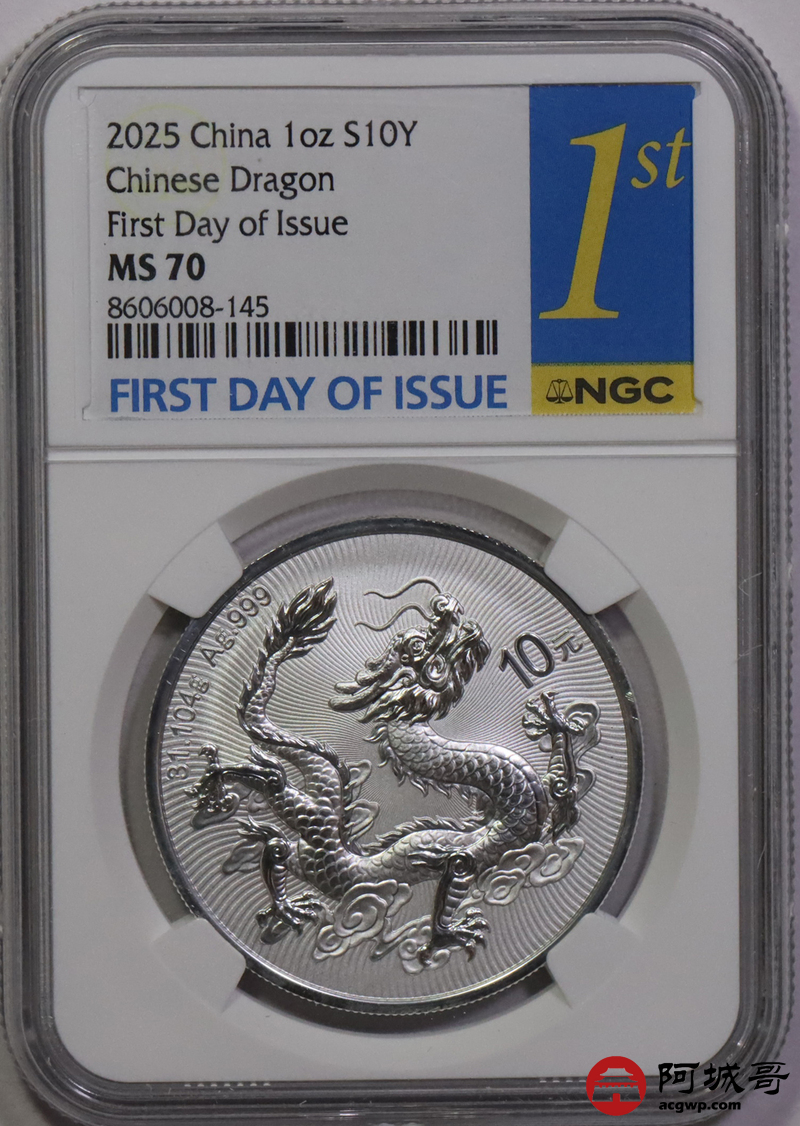 2025 China 1oz S10Y
Chinese Dragon
First Day of Issue
MS 70
8606008-145
FIRST DAY OF ISSUE
1st
NGC
31.104g Ag.999
10元
阿城哥
acgwp.com